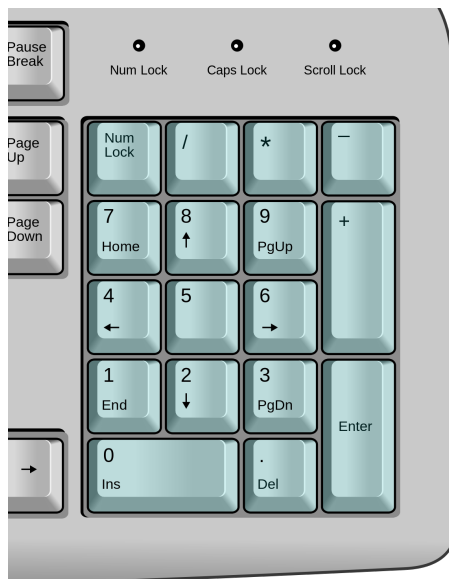 Pause
Break
Num Lock
Caps Lock
Scroll Lock
Page
Up
Page
Down
Num
Lock
/
*
–
7
Home
8
↑
9
PgUp
+
4
←
5
6
→
1
End
2
↓
3
PgDn
Enter
0
Ins
.
Del
→